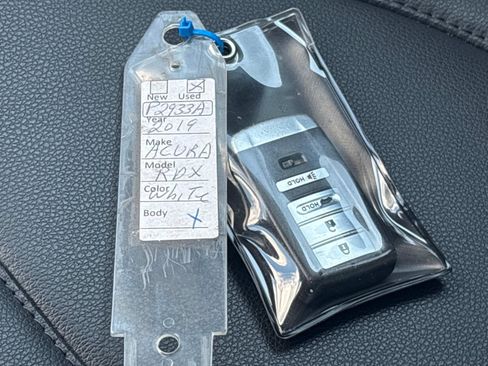 New Used
P2933A
Year 2019
Make ACURA
Model RDX
Color WhiTe
Body X
HOLD
HOLD